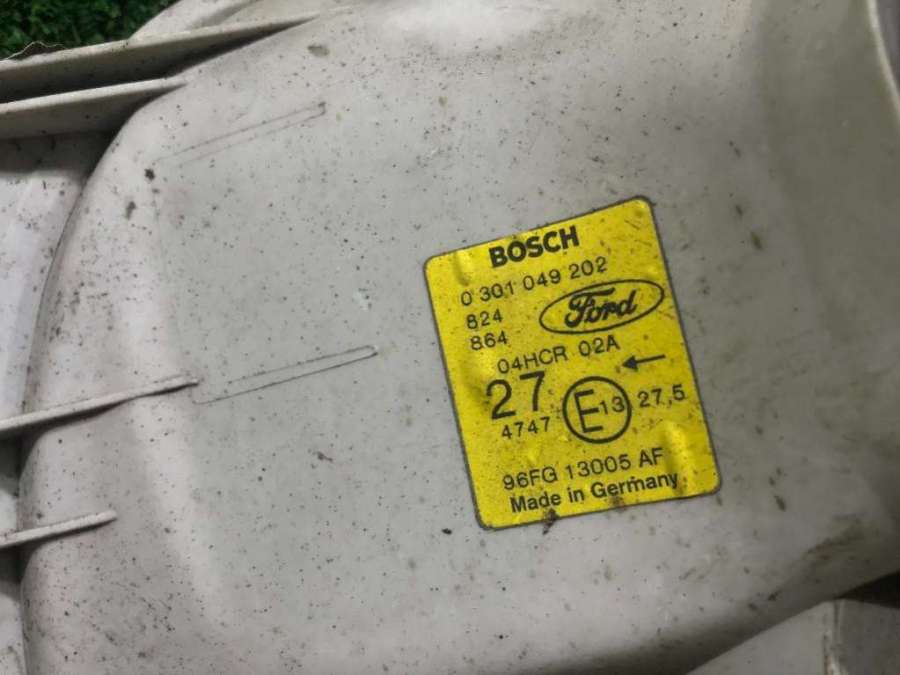 BOSCH
0 301 049 202
824
Ford
864
04HCR 02A
27
4747
E13
27,5
96FG 13005 AF
Made in Germany